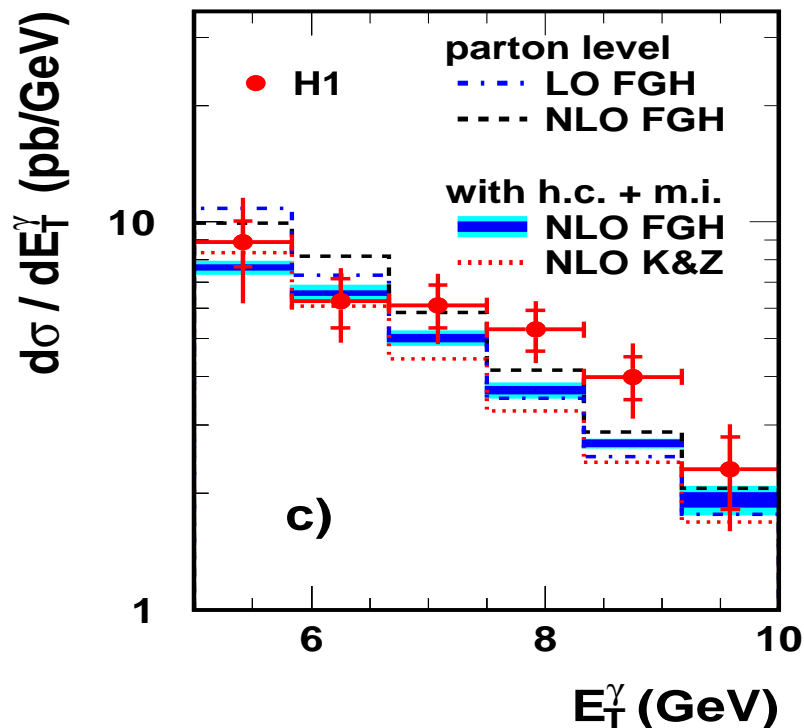 dσ / dE_T^γ (pb/GeV)
H1
parton level
LO FGH
NLO FGH
with h.c. + m.i.
NLO FGH
NLO K&Z
10
1
c)
6 8 10
E_T^γ (GeV)